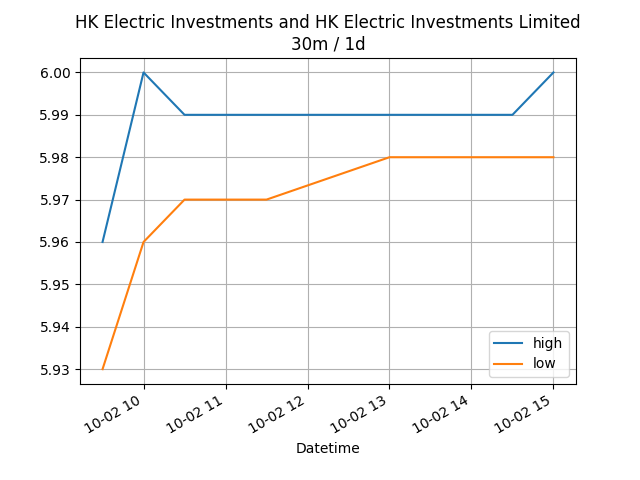 HK Electric Investments and HK Electric Investments Limited
30m / 1d
6.00
5.99
5.98
5.97
5.96
5.95
5.94
5.93
high
low
10-02 10
10-02 11
10-02 12
10-02 13
10-02 14
10-02 15
Datetime